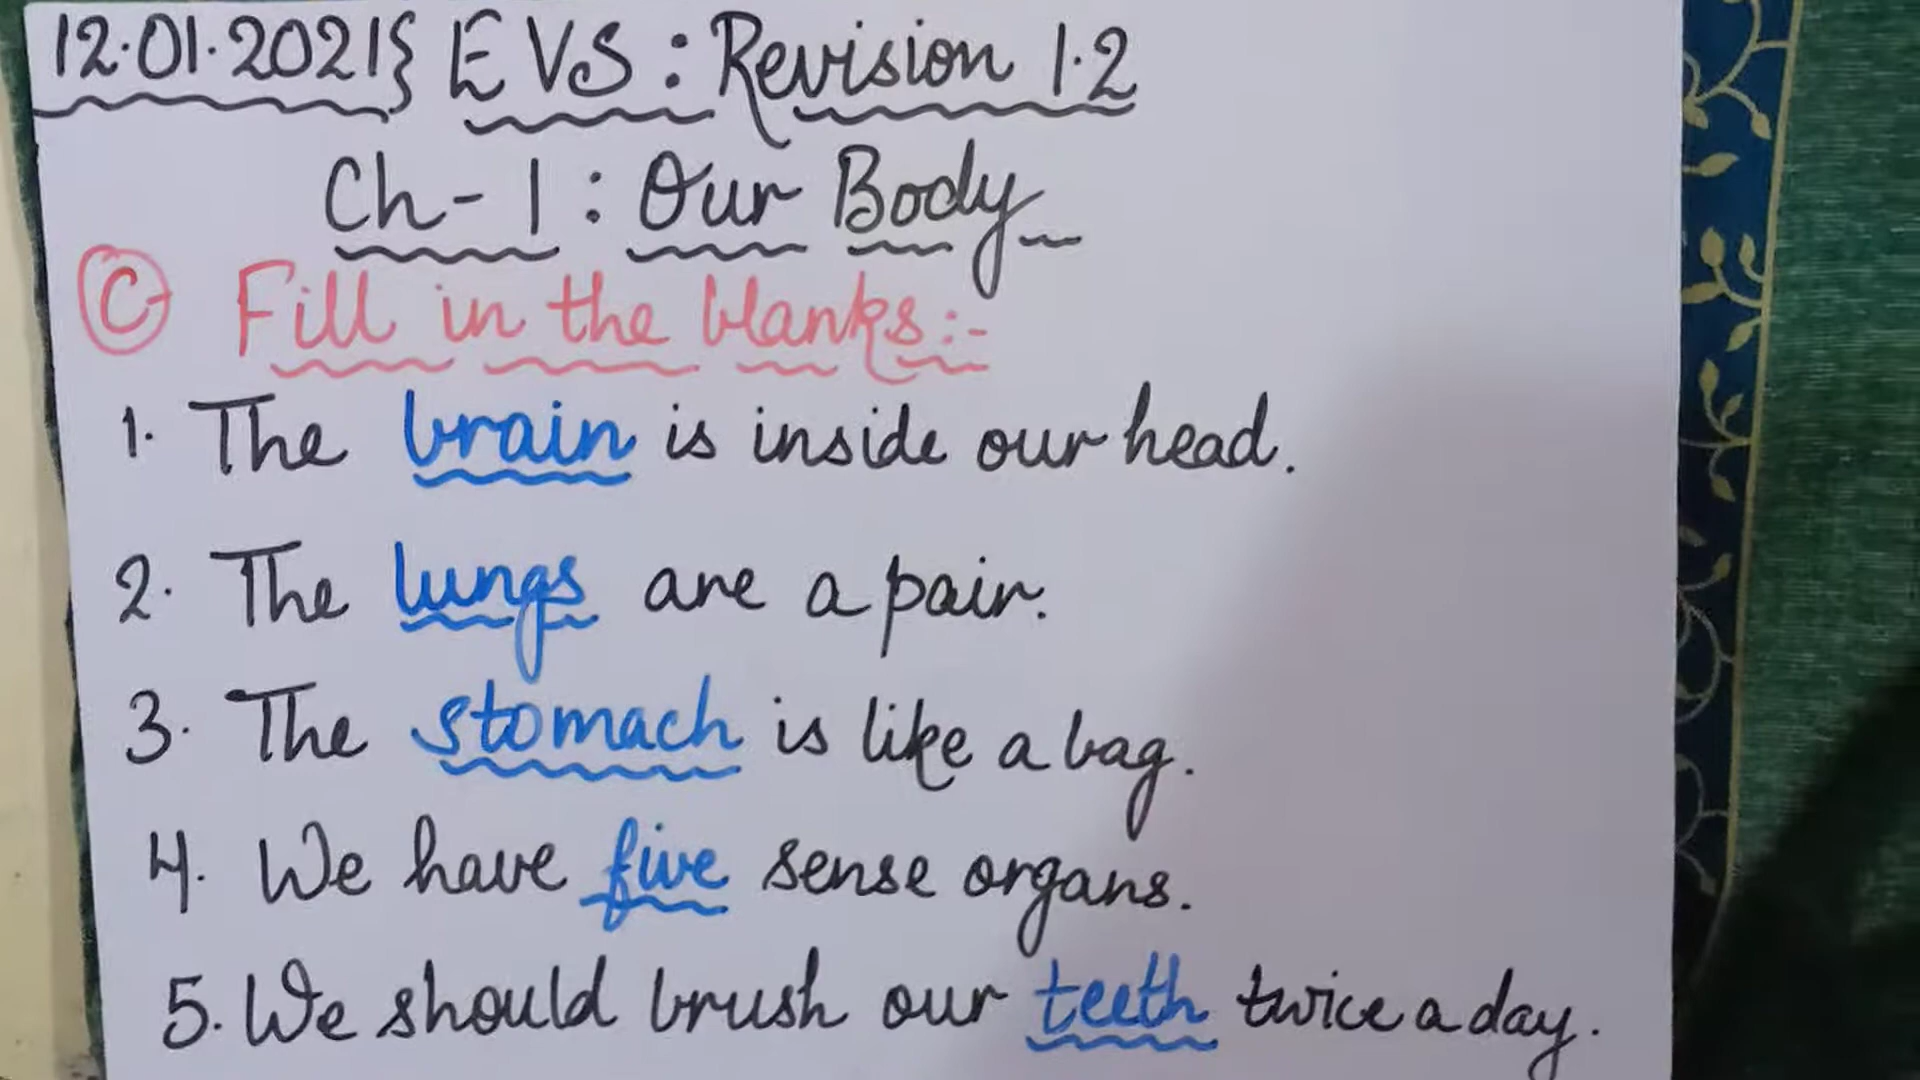 12.01.2021} EVS : Revision 1.2
Ch-1 : Our Body
C Fill in the blanks:-
1. The brain is inside our head.
2. The lungs are a pair.
3. The stomach is like a bag.
4. We have five sense organs.
5. We should brush our teeth twice a day.